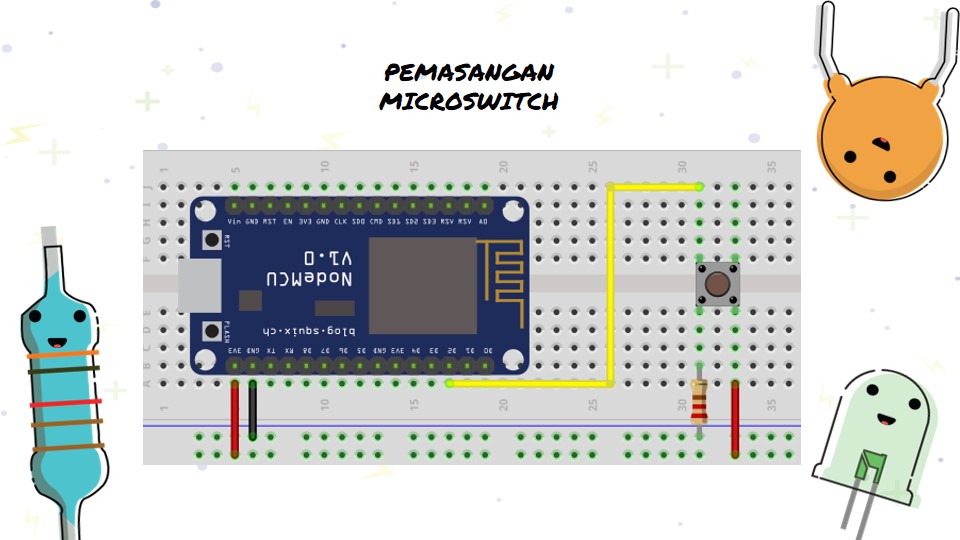 PEMASANGAN
MICROSWITCH
1 5 10 15 20 25 30 35
J
I
H
G
F
Vin GND RST EN 3V3 GND CLK SD0 CMD SD1 SD2 SD3 RSV RSV A0
RST
NodeMCU
V1.0
blog.squix.ch
FLASH
3V3 GND TX RX D8 D7 D6 D5 GND 3V3 D4 D3 D2 D1 D0
E
D
C
B
A
1 10 15 20 25 30 35